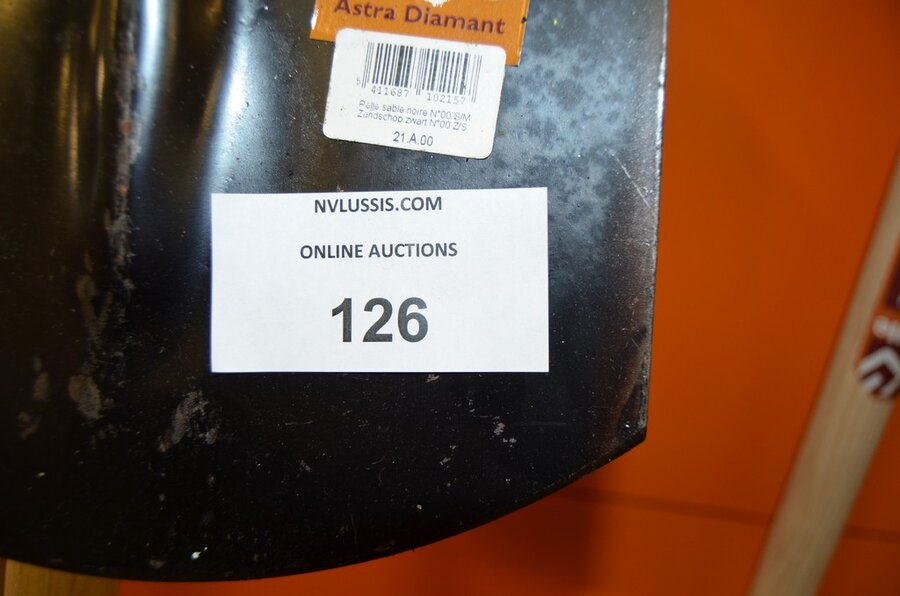 Astra Diamant
5 411687 102157
Pelle sable noire N°00 S/M
Zandschop zwart N°00 Z/S
21.A.00
NVLUSSIS.COM
ONLINE AUCTIONS
126